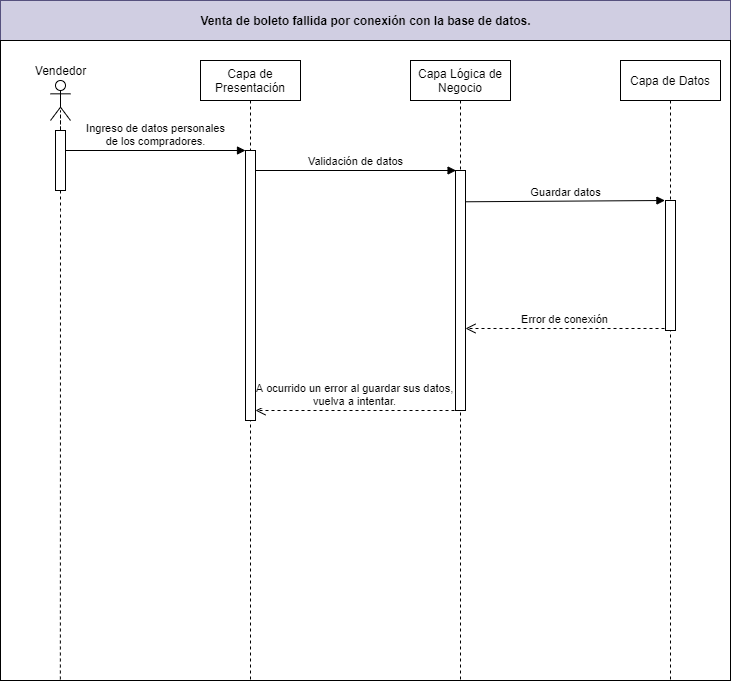 Venta de boleto fallida por conexión con la base de datos.
Vendedor
Capa de
Presentación
Capa Lógica de
Negocio
Capa de Datos
Ingreso de datos personales
de los compradores.
Validación de datos
Guardar datos
Error de conexión
A ocurrido un error al guardar sus datos,
vuelva a intentar.